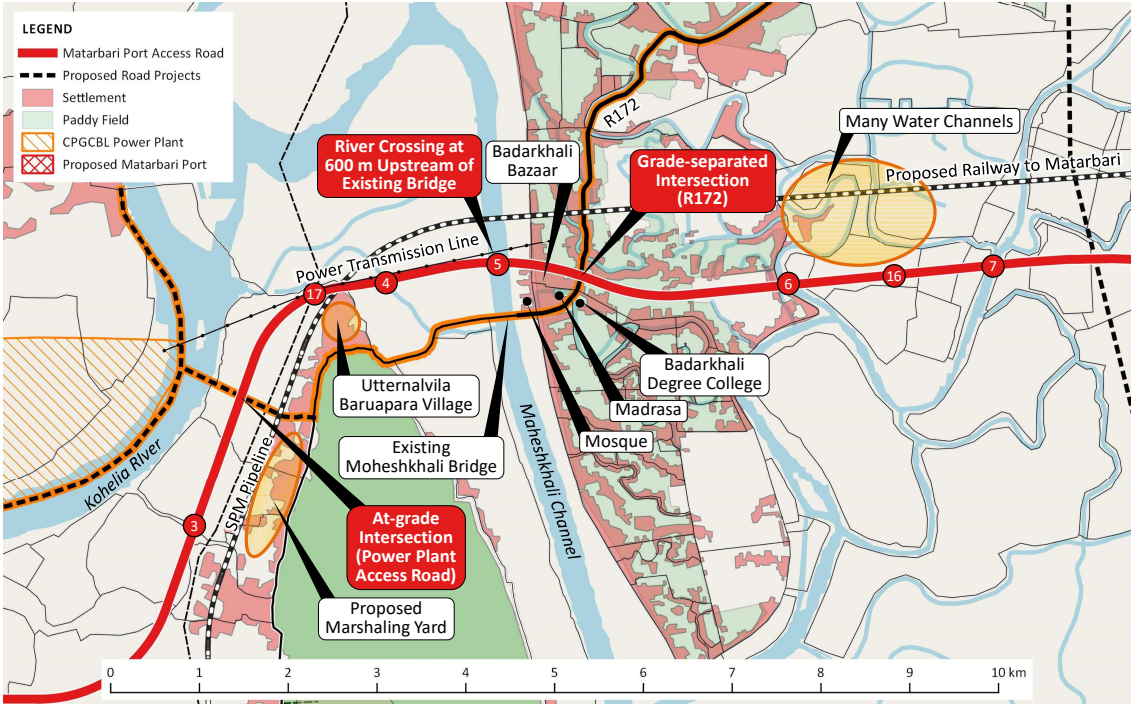 LEGEND
Matarbari Port Access Road
Proposed Road Projects
Settlement
Paddy Field
CPGCBL Power Plant
Proposed Matarbari Port
R172
Many Water Channels
River Crossing at
600 m Upstream of
Existing Bridge
Badarkhali
Bazaar
Grade-separated
Intersection
(R172)
Proposed Railway to Matarbari
Power Transmission Line
17
4
5
6
16
7
Utternalvila
Baruapara Village
Badarkhali
Degree College
Madrasa
Mosque
Existing
Moheshkhali Bridge
Maheshkhali Channel
Kohelia River
SPM Pipeline
3
At-grade
Intersection
(Power Plant
Access Road)
Proposed
Marshaling Yard
0 1 2 3 4 5 6 7 8 9 10 km